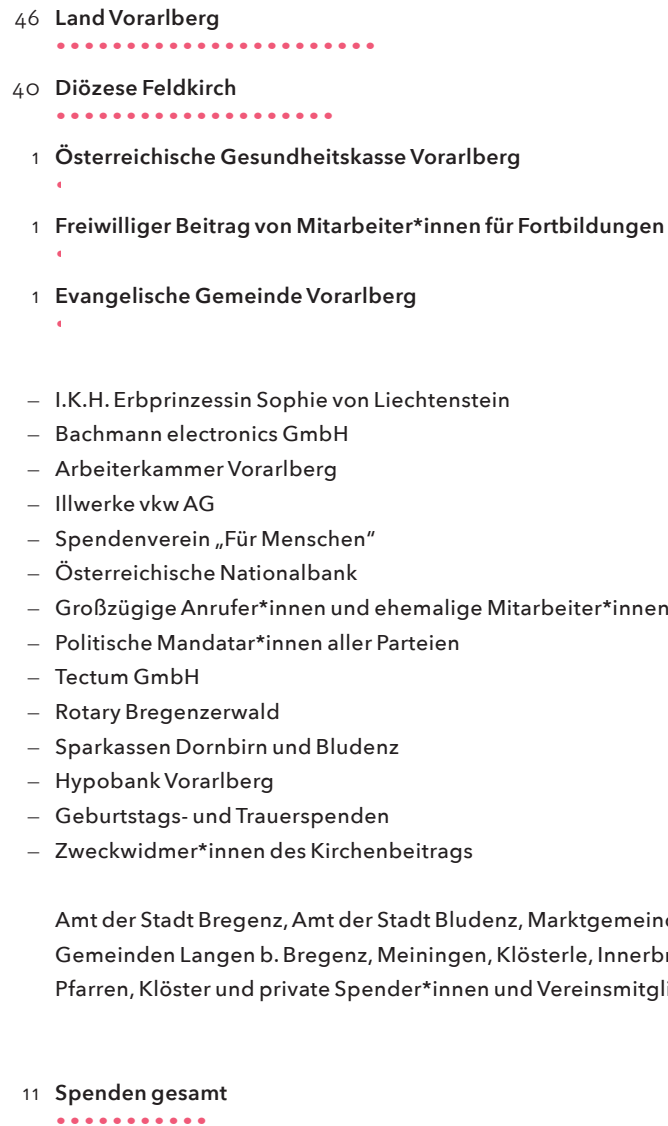 46 Land Vorarlberg
40 Diözese Feldkirch
1 Österreichische Gesundheitskasse Vorarlberg
1 Freiwilliger Beitrag von Mitarbeiter*innen für Fortbildungen
1 Evangelische Gemeinde Vorarlberg
– I.K.H. Erbprinzessin Sophie von Liechtenstein
– Bachmann electronics GmbH
– Arbeiterkammer Vorarlberg
– Illwerke vkw AG
– Spendenverein „Für Menschen“
– Österreichische Nationalbank
– Großzügige Anrufer*innen und ehemalige Mitarbeiter*innen
– Politische Mandatar*innen aller Parteien
– Tectum GmbH
– Rotary Bregenzerwald
– Sparkassen Dornbirn und Bludenz
– Hypobank Vorarlberg
– Geburtstags- und Trauerspenden
– Zweckwidmer*innen des Kirchenbeitrags
Amt der Stadt Bregenz, Amt der Stadt Bludenz,
Gemeinden Langen b. Bregenz, Meiningen, Klösterle,
Pfarren, Klöster und private Spender*innen und
11 Spenden gesamt